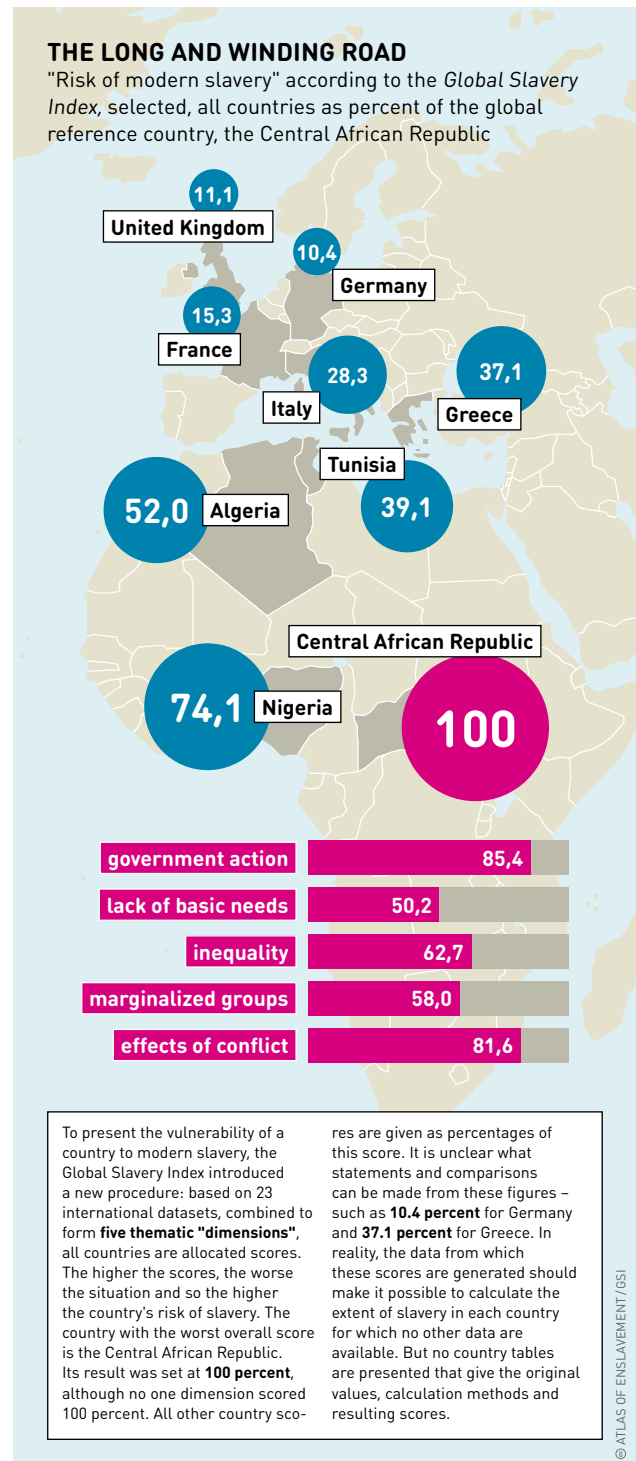 THE LONG AND WINDING ROAD
"Risk of modern slavery" according to the Global Slavery
Index, selected, all countries as percent of the global
reference country, the Central African Republic
11,1
United Kingdom
10,4
Germany
15,3
France
28,3
Italy
37,1
Greece
Tunisia
39,1
52,0
Algeria
Central African Republic
100
74,1
Nigeria
government action
85,4
lack of basic needs
50,2
inequality
62,7
marginalized groups
58,0
effects of conflict
81,6
To present the vulnerability of a
country to modern slavery, the
Global Slavery Index introduced
a new procedure: based on 23
international datasets, combined to
form five thematic "dimensions",
all countries are allocated scores.
The higher the scores, the worse
the situation and so the higher
the country's risk of slavery. The
country with the worst overall score
is the Central African Republic.
Its result was set at 100 percent,
although no one dimension scored
100 percent. All other country sco-
res are given as percentages of
this score. It is unclear what
statements and comparisons
can be made from these figures –
such as 10.4 percent for Germany
and 37.1 percent for Greece. In
reality, the data from which
these scores are generated should
make it possible to calculate the
extent of slavery in each country
for which no other data are
available. But no country tables
are presented that give the original
values, calculation methods and
resulting scores.
ATLAS OF ENSLAVEMENT / GSI